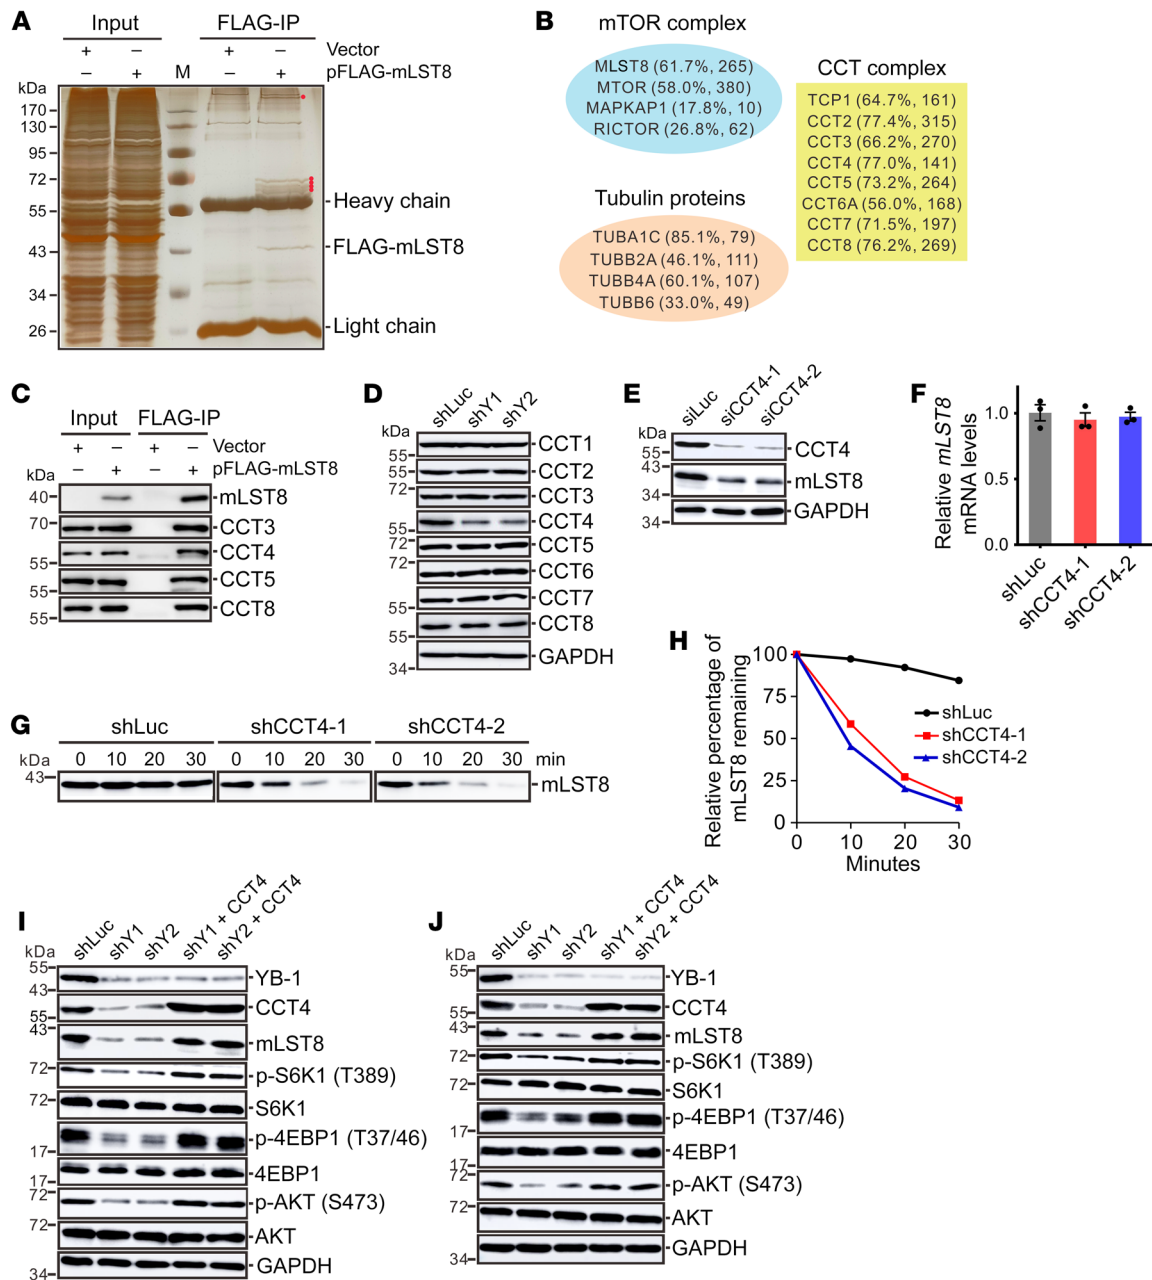 A
Input
FLAG-IP
+ – + – Vector
– + M – + pFLAG-mLST8
kDa
170
130
95
72
55
43
34
26
Heavy chain
FLAG-mLST8
Light chain
B
mTOR complex
MLST8 (61.7%, 265)
MTOR (58.0%, 380)
MAPKAP1 (17.8%, 10)
RICTOR (26.8%, 62)
Tubulin proteins
TUBA1C (85.1%, 79)
TUBB2A (46.1%, 111)
TUBB4A (60.1%, 107)
TUBB6 (33.0%, 49)
CCT complex
TCP1 (64.7%, 161)
CCT2 (77.4%, 315)
CCT3 (66.2%, 270)
CCT4 (77.0%, 141)
CCT5 (73.2%, 264)
CCT6A (56.0%, 168)
CCT7 (71.5%, 197)
CCT8 (76.2%, 269)
C
Input FLAG-IP
+ – + – Vector
– + – + pFLAG-mLST8
kDa
40 mLST8
70 CCT3
CCT4
55
CCT5
55
CCT8
55
D
shLuc shY1 shY2
kDa
CCT1
55
CCT2
55
72 CCT3
CCT4
55
72 CCT5
72 CCT6
CCT7
55
CCT8
55
GAPDH
34
E
siLuc siCCT4-1 siCCT4-2
kDa
CCT4
55
43
mLST8
34
GAPDH
34
F
Relative mLST8
mRNA levels
1.0
0.5
0.0
shLuc shCCT4-1 shCCT4-2
G
shLuc shCCT4-1 shCCT4-2
0 10 20 30 0 10 20 30 0 10 20 30 min
kDa
43
mLST8
H
Relative percentage of
mLST8 remaining
100
75
50
25
0
0 10 20 30
Minutes
shLuc
shCCT4-1
shCCT4-2
I
shLuc shY1 shY2 shY1 + CCT4 shY2 + CCT4
kDa
55
YB-1
43
CCT4
55
43
mLST8
72
p-S6K1 (T389)
72
S6K1
p-4EBP1 (T37/46)
17
4EBP1
17
72
p-AKT (S473)
72
AKT
GAPDH
34
J
shLuc shY1 shY2 shY1 + CCT4 shY2 + CCT4
kDa
55
YB-1
CCT4
55
43
mLST8
72
p-S6K1 (T389)
72
S6K1
p-4EBP1 (T37/46)
17
4EBP1
17
72
p-AKT (S473)
72
AKT
GAPDH
34